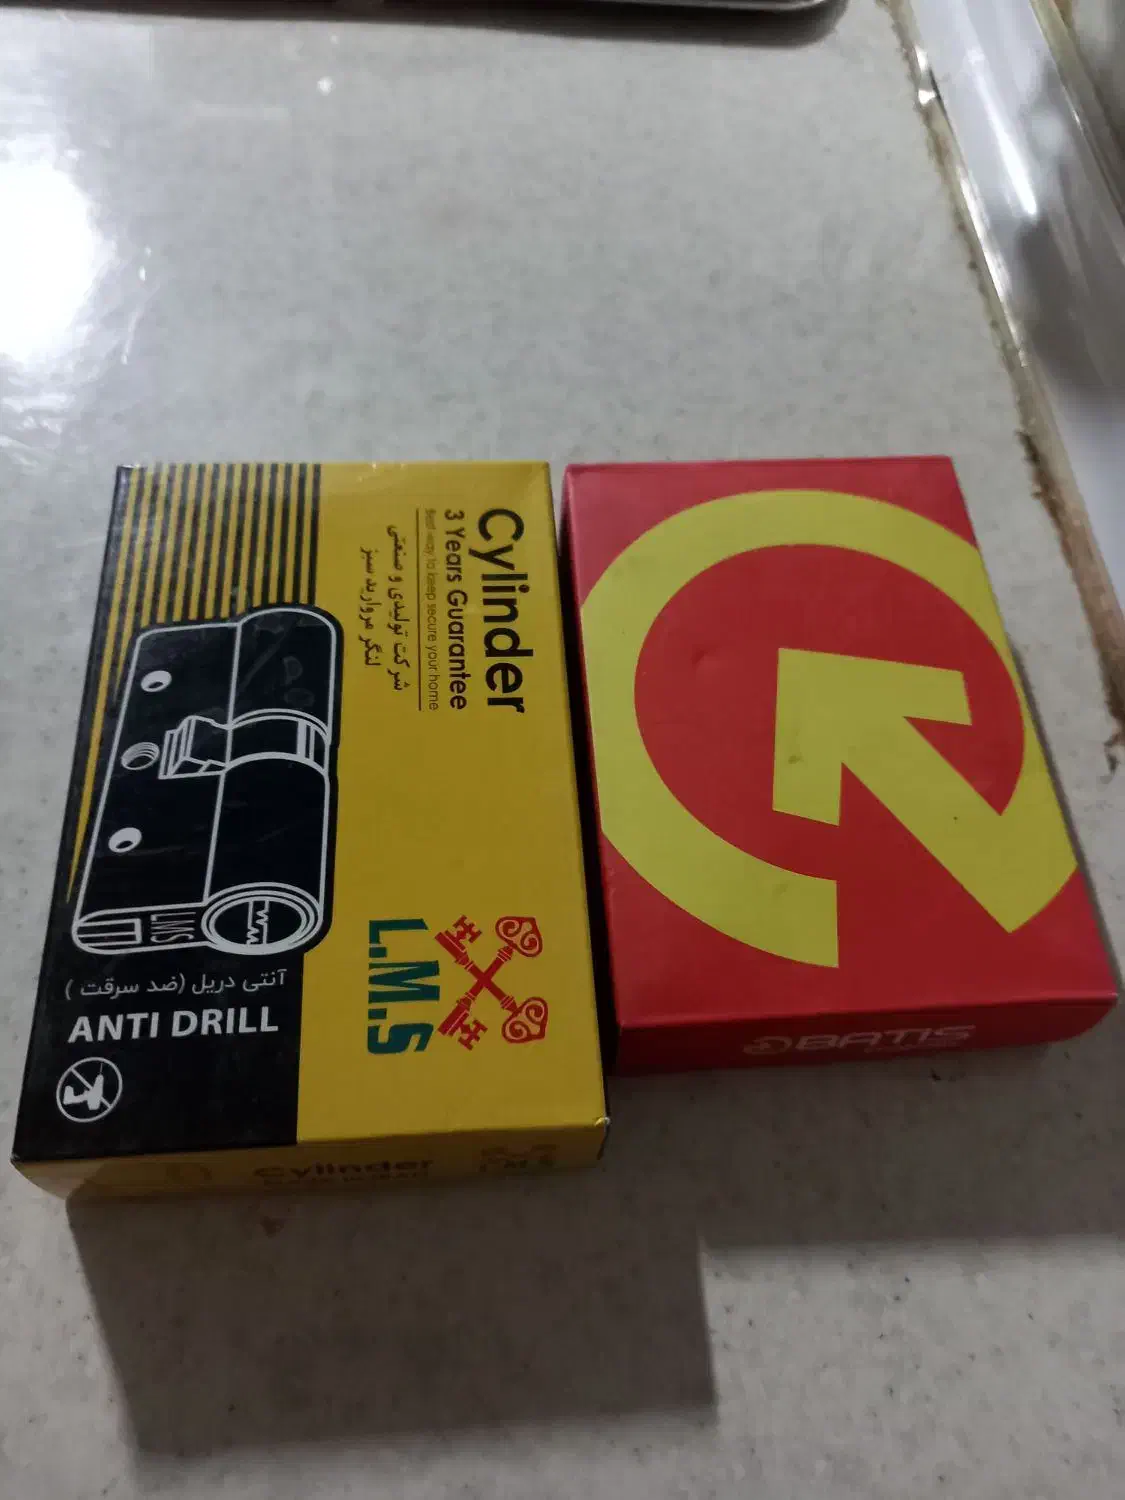 Cylinder
3 Years Guarantee
Best way to keep secure your home
شرکت تولیدی و صنعتی
لنگر مروارید سبز
L.M.S
LMS
آنتی دریل (ضد سرقت )
ANTI DRILL
Cylinder
L.M.S
BATIS